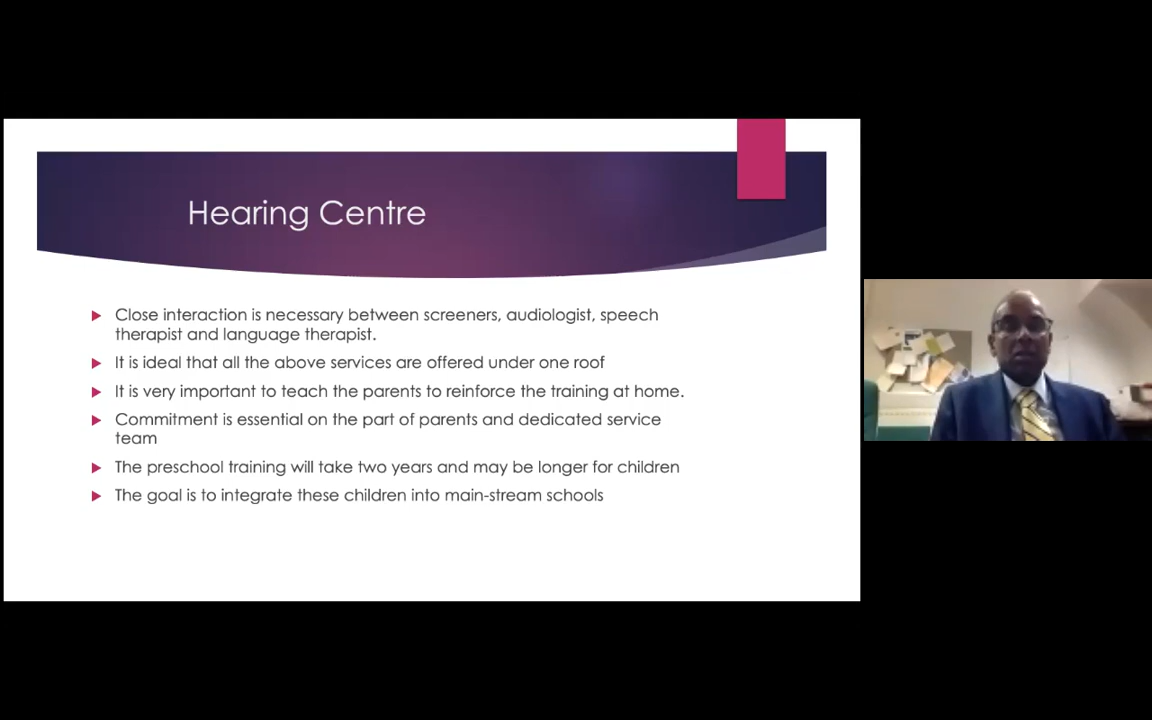 Hearing Centre
Close interaction is necessary between screeners, audiologist, speech
therapist and language therapist.
It is ideal that all the above services are offered under one roof
It is very important to teach the parents to reinforce the training at home.
Commitment is essential on the part of parents and dedicated service
team
The preschool training will take two years and may be longer for children
The goal is to integrate these children into main-stream schools